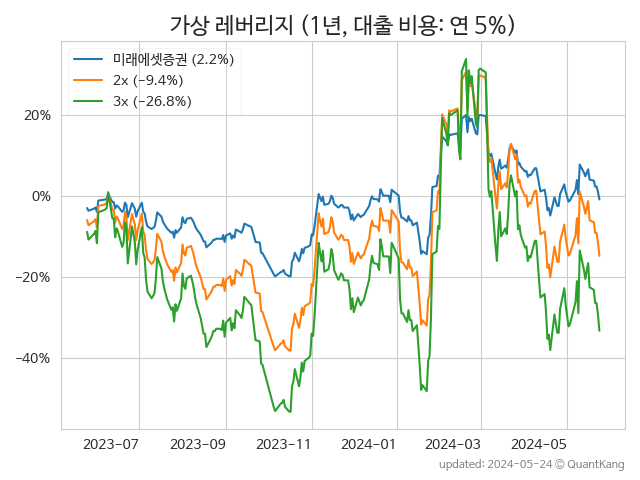 가상 레버리지 (1년, 대출 비용: 연 5%)
미래에셋증권 (2.2%)
2x (−9.4%)
3x (−26.8%)
20%
0%
−20%
−40%
2023-07 2023-09 2023-11 2024-01 2024-03 2024-05
updated: 2024-05-24 © QuantKang